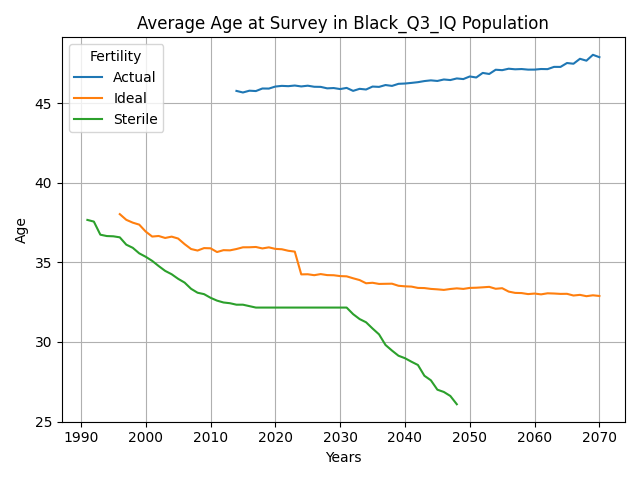 Average Age at Survey in Black_Q3_IQ Population
Fertility
Actual
Ideal
Sterile
Age
45
40
35
30
25
1990 2000 2010 2020 2030 2040 2050 2060 2070
Years